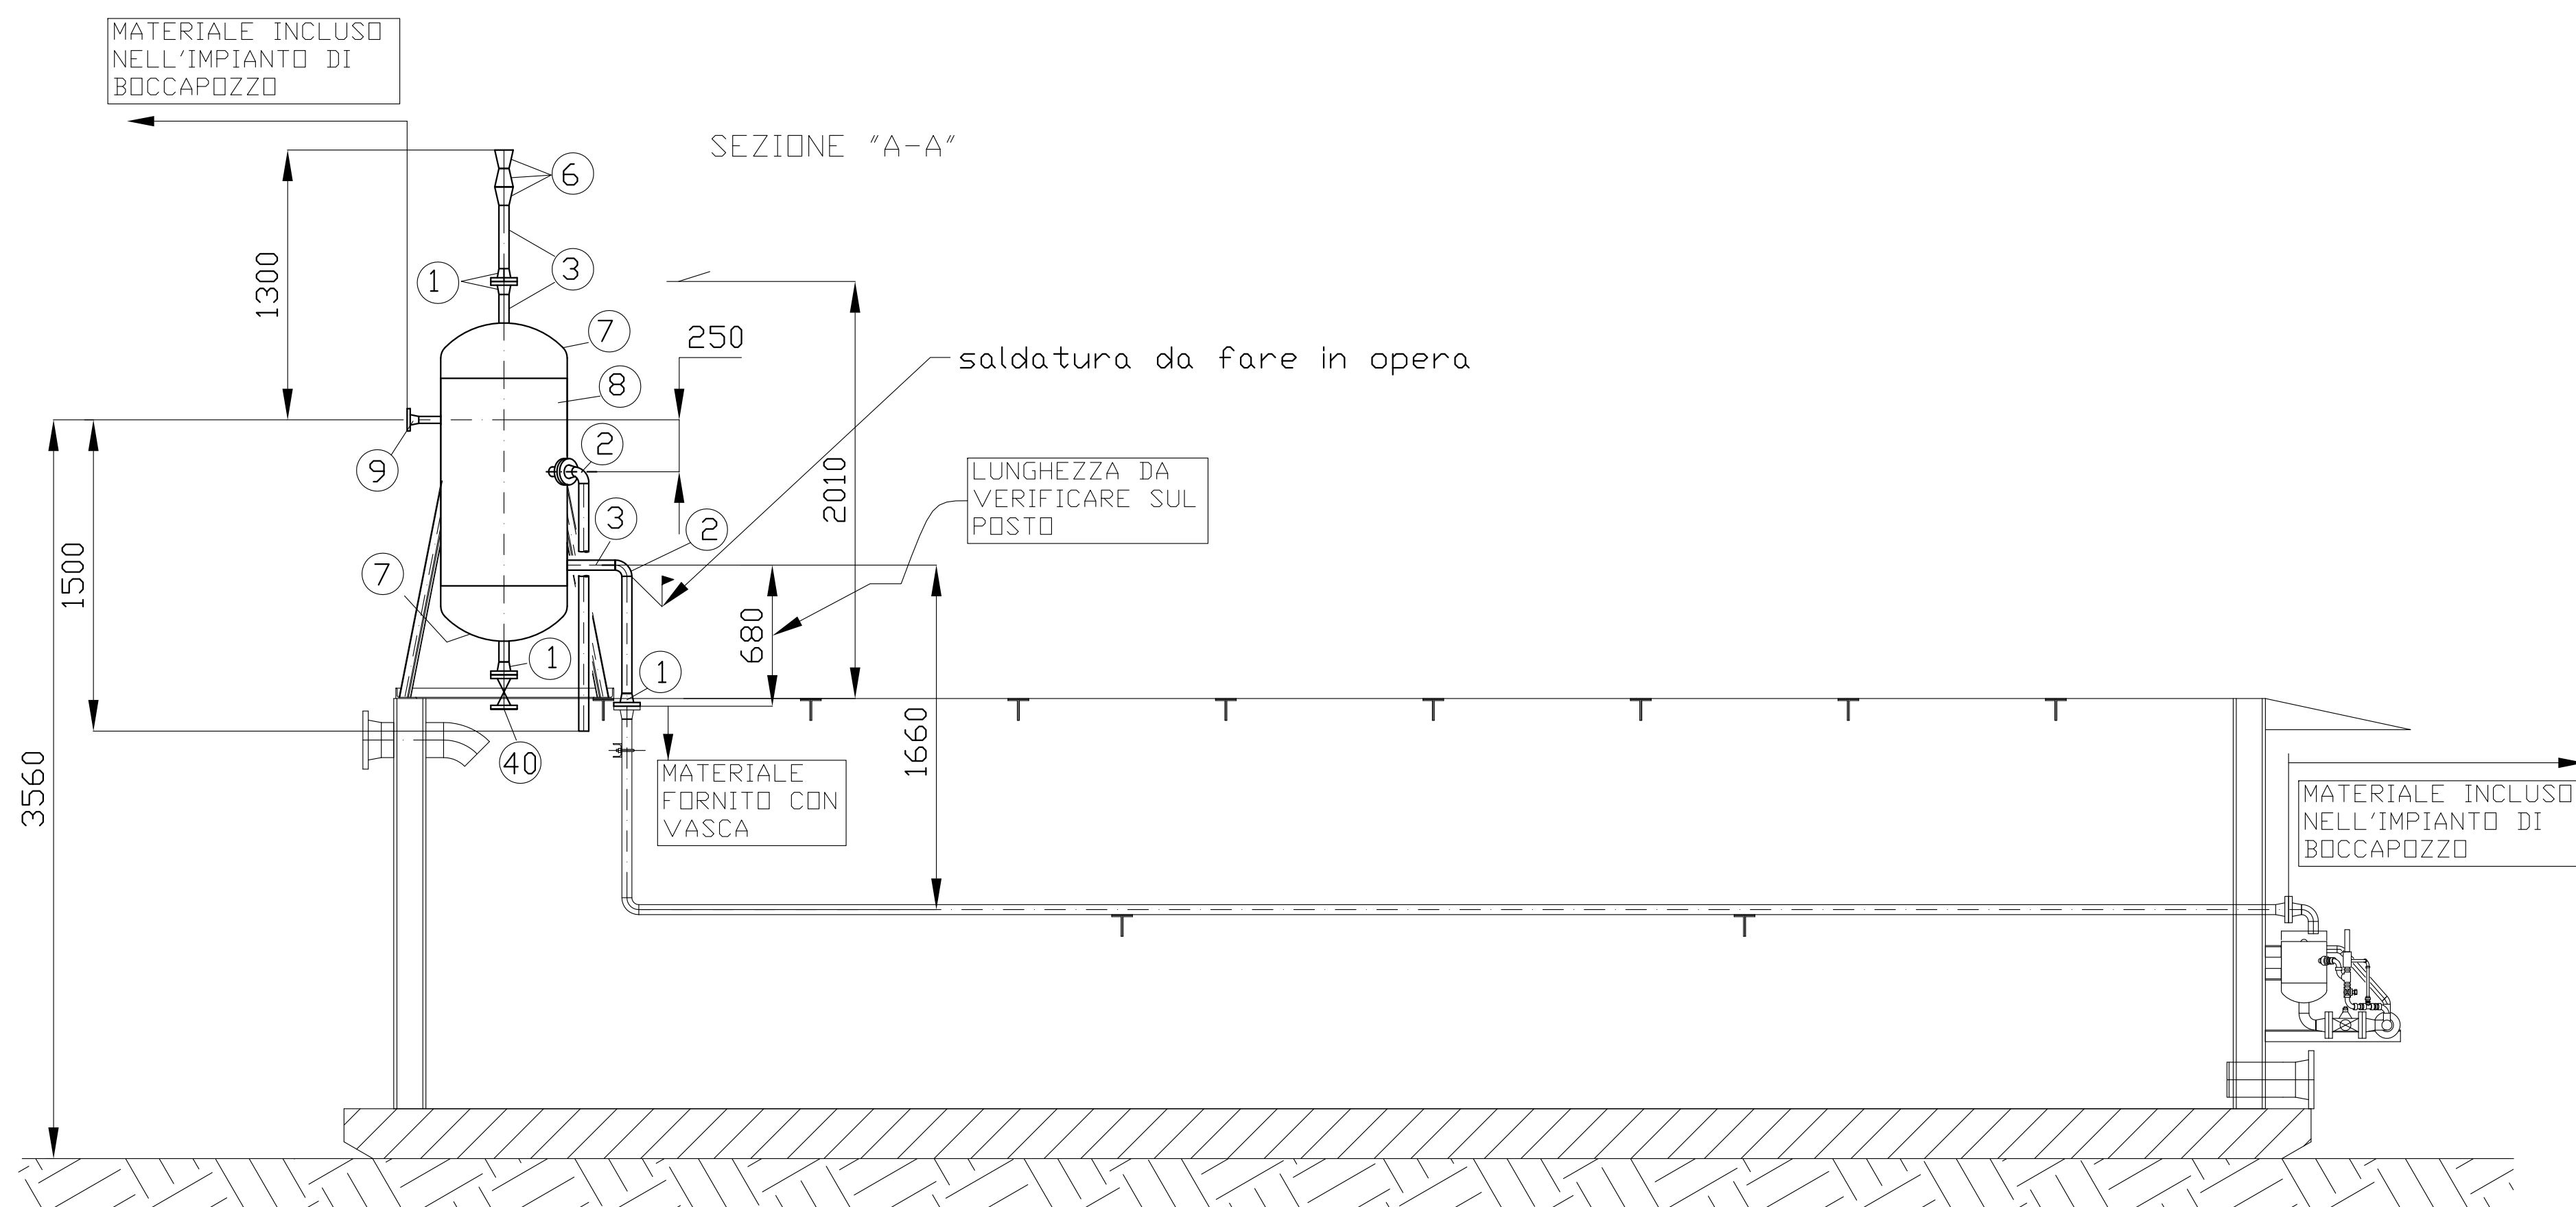 MATERIALE INCLUSO
NELL'IMPIANTO DI
BOCCAPOZZO
SEZIONE "A-A"
6
1300
1
3
7
250
saldatura da fare in opera
8
2
9
2010
LUNGHEZZA DA
VERIFICARE SUL
POSTO
3
2
1500
7
680
1
1
1660
40
3560
MATERIALE
FORNITO CON
VASCA
MATERIALE INCLUSO
NELL'IMPIANTO DI
BOCCAPOZZO